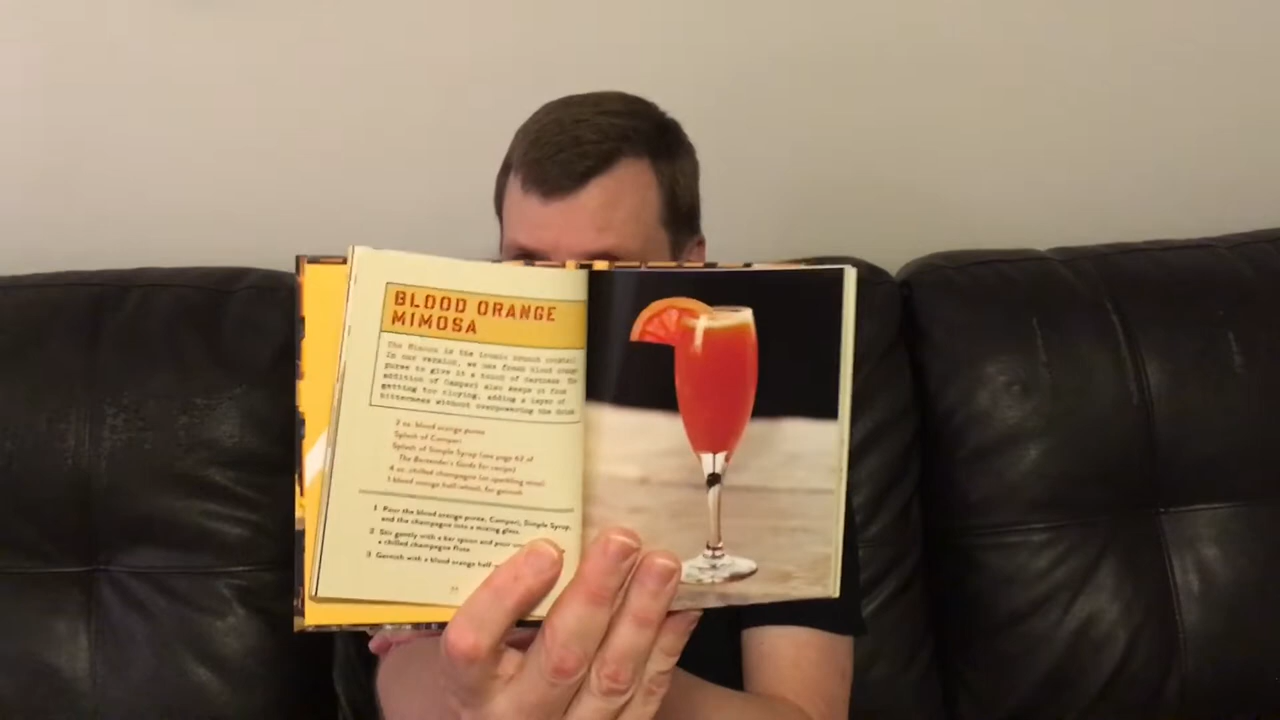 BLOOD ORANGE
MIMOSA
The Mimosa is the iconic brunch cocktail.
In our version, we use fresh blood orange
puree to give it a touch of tartness. The
addition of Campari also keeps it from
getting too cloying, adding a layer of
bitterness without overpowering the drink.
2 oz. blood orange puree
Splash of Campari
Splash of Simple Syrup (see page 62 of
The Bartender's Guide for recipe)
4 oz. chilled champagne (or sparkling wine)
1 blood orange half-wheel, for garnish
1 Pour the blood orange puree, Campari, Simple Syrup,
and the champagne into a mixing glass.
2 Stir gently with a bar spoon and pour
a chilled champagne flute.
3 Garnish with a blood orange half-